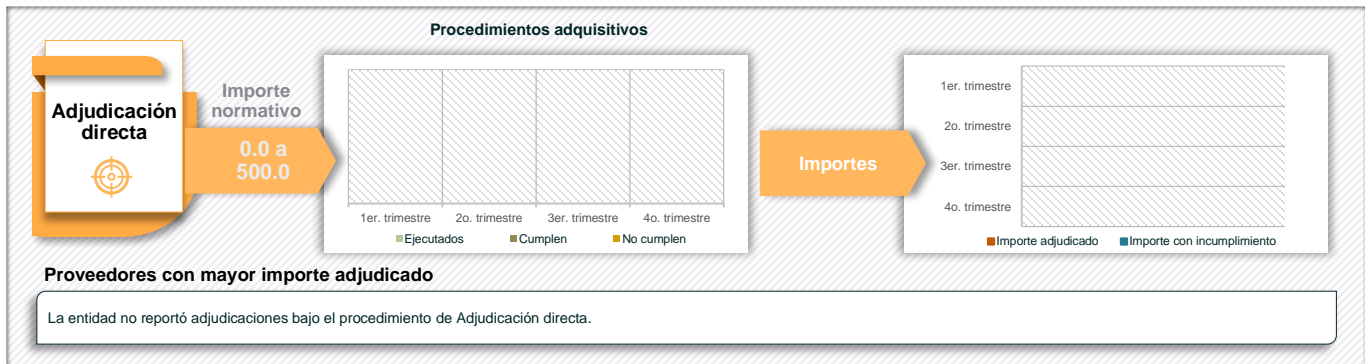 Procedimientos adquisitivos
Adjudicación
directa
Importe
normativo
0.0 a
500.0
1er. trimestre 2o. trimestre 3er. trimestre 4o. trimestre
Ejecutados Cumplen No cumplen
Importes
1er. trimestre
2o. trimestre
3er. trimestre
4o. trimestre
Importe adjudicado Importe con incumplimiento
Proveedores con mayor importe adjudicado
La entidad no reportó adjudicaciones bajo el procedimiento de Adjudicación directa.